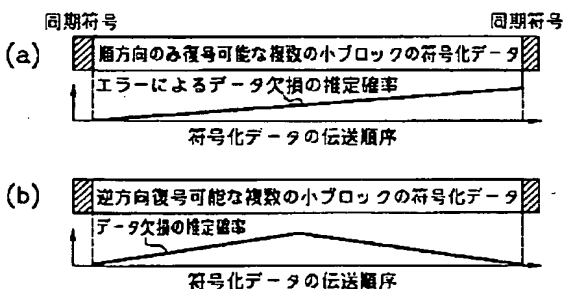 同期符号 同期符号
(a) 順方向のみ復号可能な複数の小ブロックの符号化データ
エラーによるデータ欠損の推定確率
符号化データの伝送順序
(b) 逆方向復号可能な複数の小ブロックの符号化データ
データ欠損の推定確率
符号化データの伝送順序